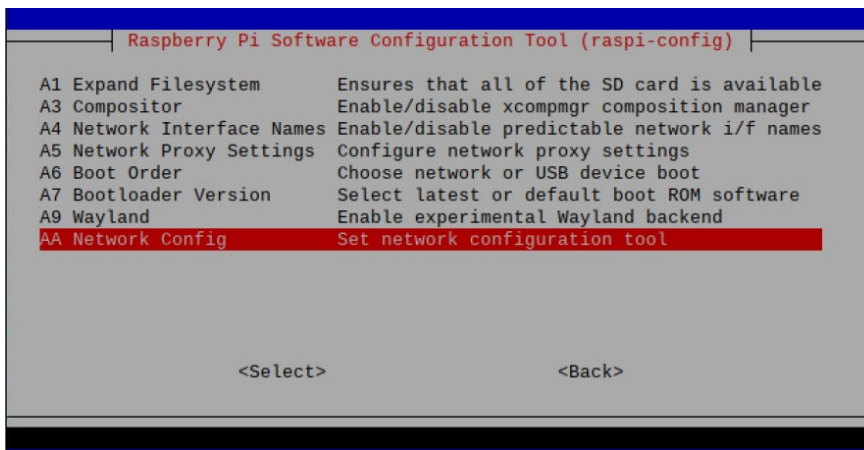 Raspberry Pi Software Configuration Tool (raspi-config)
A1 Expand Filesystem Ensures that all of the SD card is available
A3 Compositor Enable/disable xcompmgr composition manager
A4 Network Interface Names Enable/disable predictable network i/f names
A5 Network Proxy Settings Configure network proxy settings
A6 Boot Order Choose network or USB device boot
A7 Bootloader Version Select latest or default boot ROM software
A9 Wayland Enable experimental Wayland backend
AA Network Config Set network configuration tool
<Select> <Back>